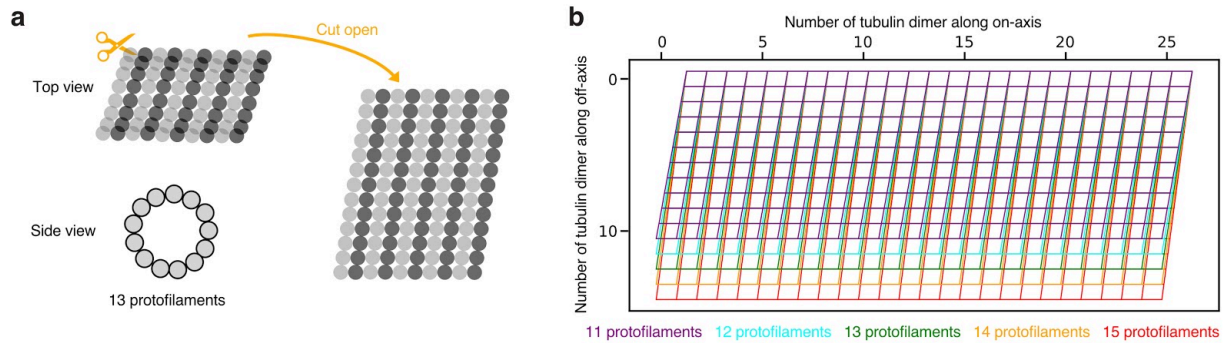 a
Cut open
Top view
Side view
13 protofilaments
b
Number of tubulin dimer along on-axis
0 5 10 15 20 25
Number of tubulin dimer along off-axis
0
10
11 protofilaments 12 protofilaments 13 protofilaments 14 protofilaments 15 protofilaments